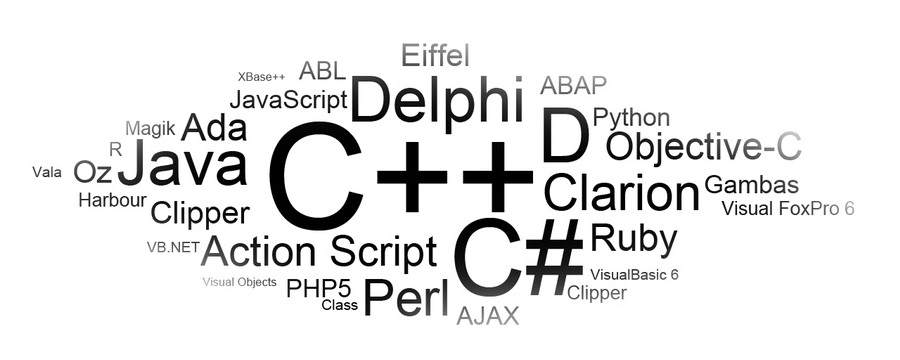 Eiffel
XBase++ ABL
JavaScript Delphi ABAP
Magik Ada D Python
R Java C++ Objective-C
Vala Oz Clarion Gambas
Harbour Clipper Visual FoxPro 6
VB.NET Action Script C# Ruby
Visual Objects PHP5 VisualBasic 6
Class Perl Clipper
AJAX